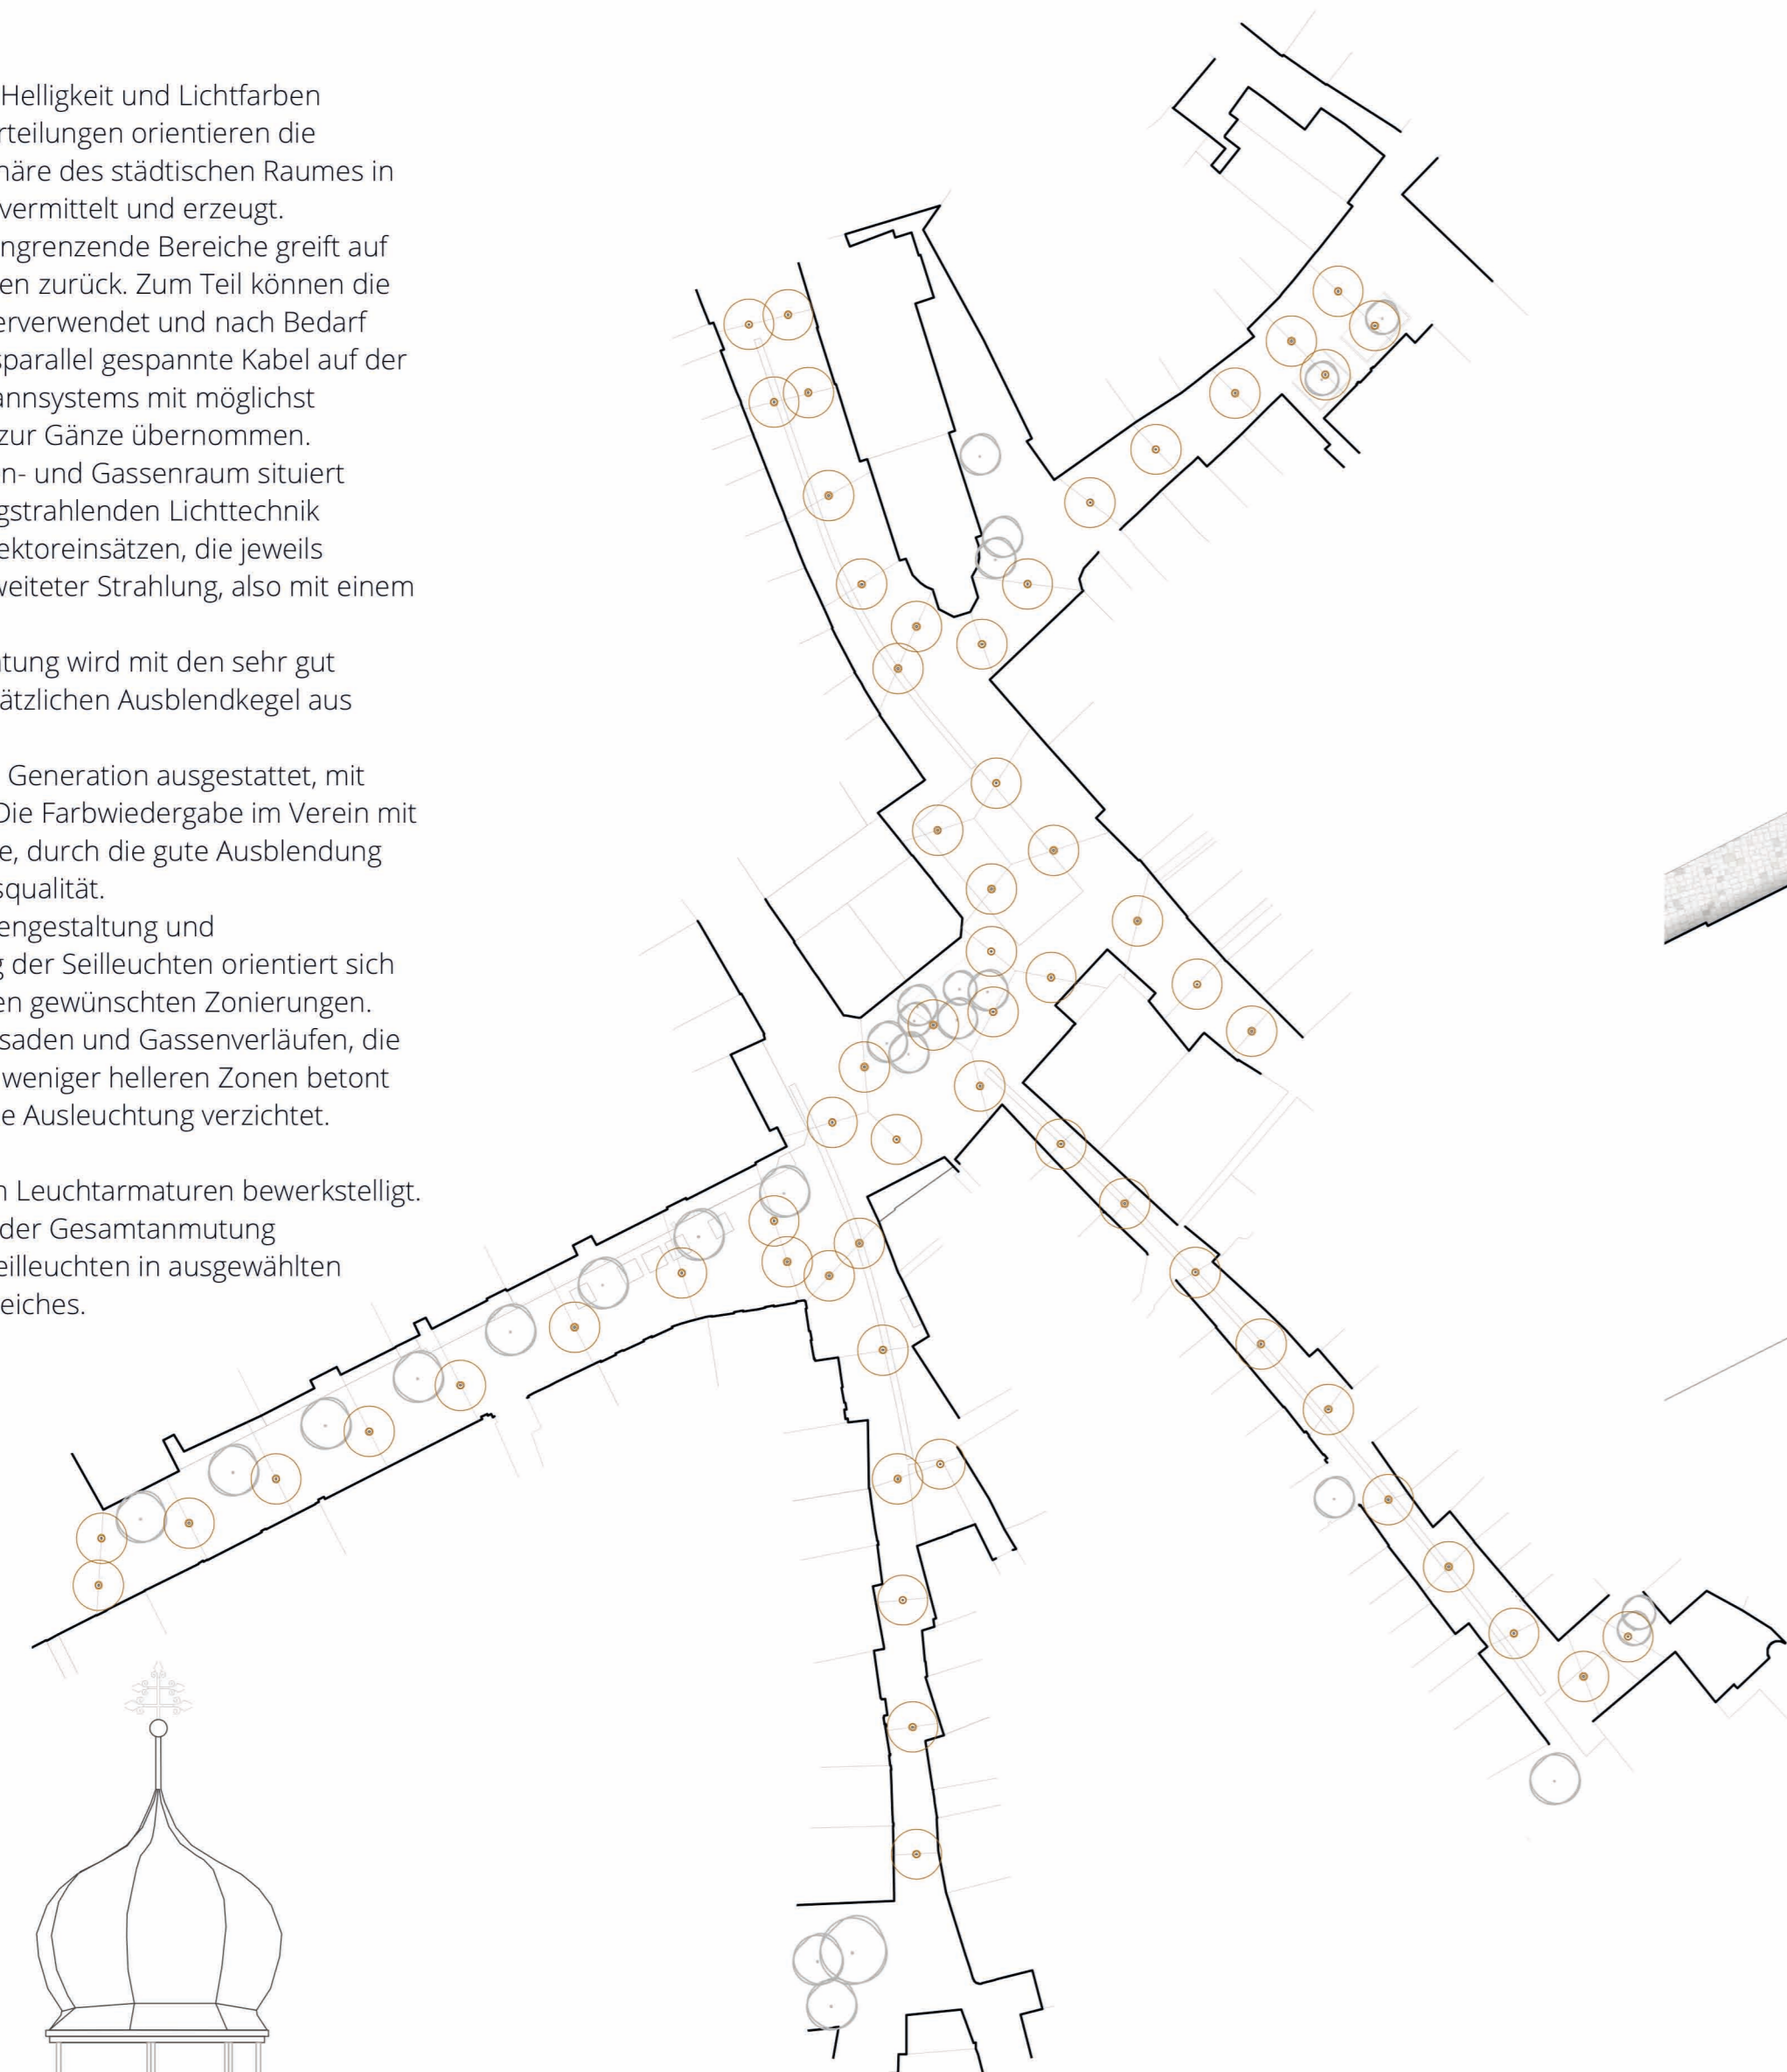 Helligkeit und Lichtfarben
rteilungen orientieren die
häre des städtischen Raumes in
vermittelt und erzeugt.
ngrenzende Bereiche greift auf
en zurück. Zum Teil können die
erverwendet und nach Bedarf
sparallel gespannte Kabel auf der
annsystems mit möglichst
zur Gänze übernommen.
n- und Gassenraum situiert
gstrahlenden Lichttechnik
ektoreinsätzen, die jeweils
weiteter Strahlung, also mit einem
htung wird mit den sehr gut
sätzlichen Ausblendkegel aus
Generation ausgestattet, mit
Die Farbwiedergabe im Verein mit
e, durch die gute Ausblendung
squalität.
engestaltung und
g der Seilleuchten orientiert sich
en gewünschten Zonierungen.
saden und Gassenverläufen, die
weniger helleren Zonen betont
e Ausleuchtung verzichtet.
n Leuchtarmaturen bewerkstelligt.
der Gesamtanmutung
eilleuchten in ausgewählten
eiches.